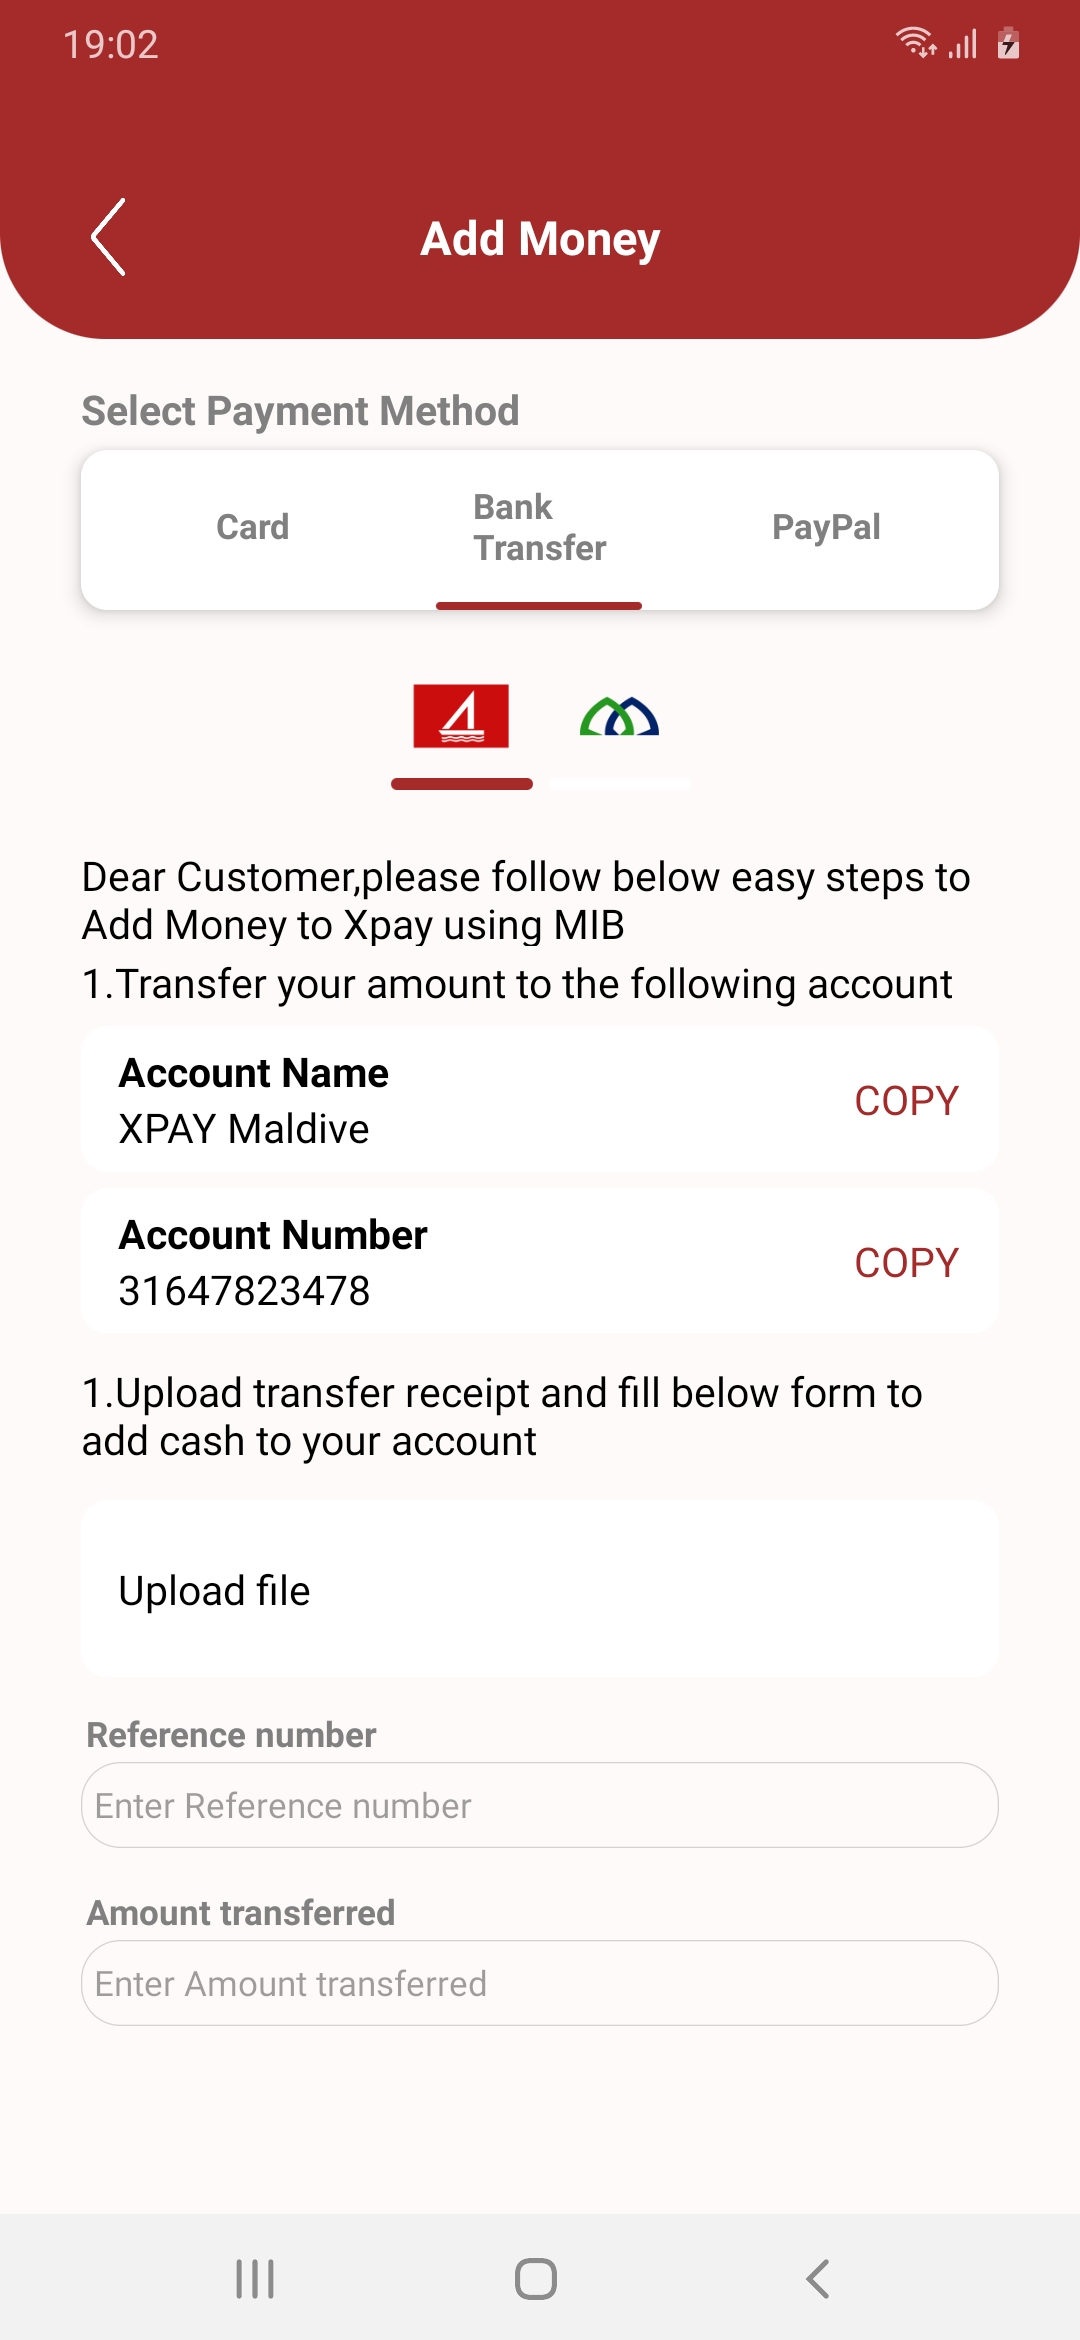 19:02
Add Money
Select Payment Method
Card
Bank
Transfer
PayPal
Dear Customer,please follow below easy steps to
Add Money to Xpay using MIB
1.Transfer your amount to the following account
Account Name
XPAY Maldive
COPY
Account Number
31647823478
COPY
1.Upload transfer receipt and fill below form to
add cash to your account
Upload file
Reference number
Enter Reference number
Amount transferred
Enter Amount transferred